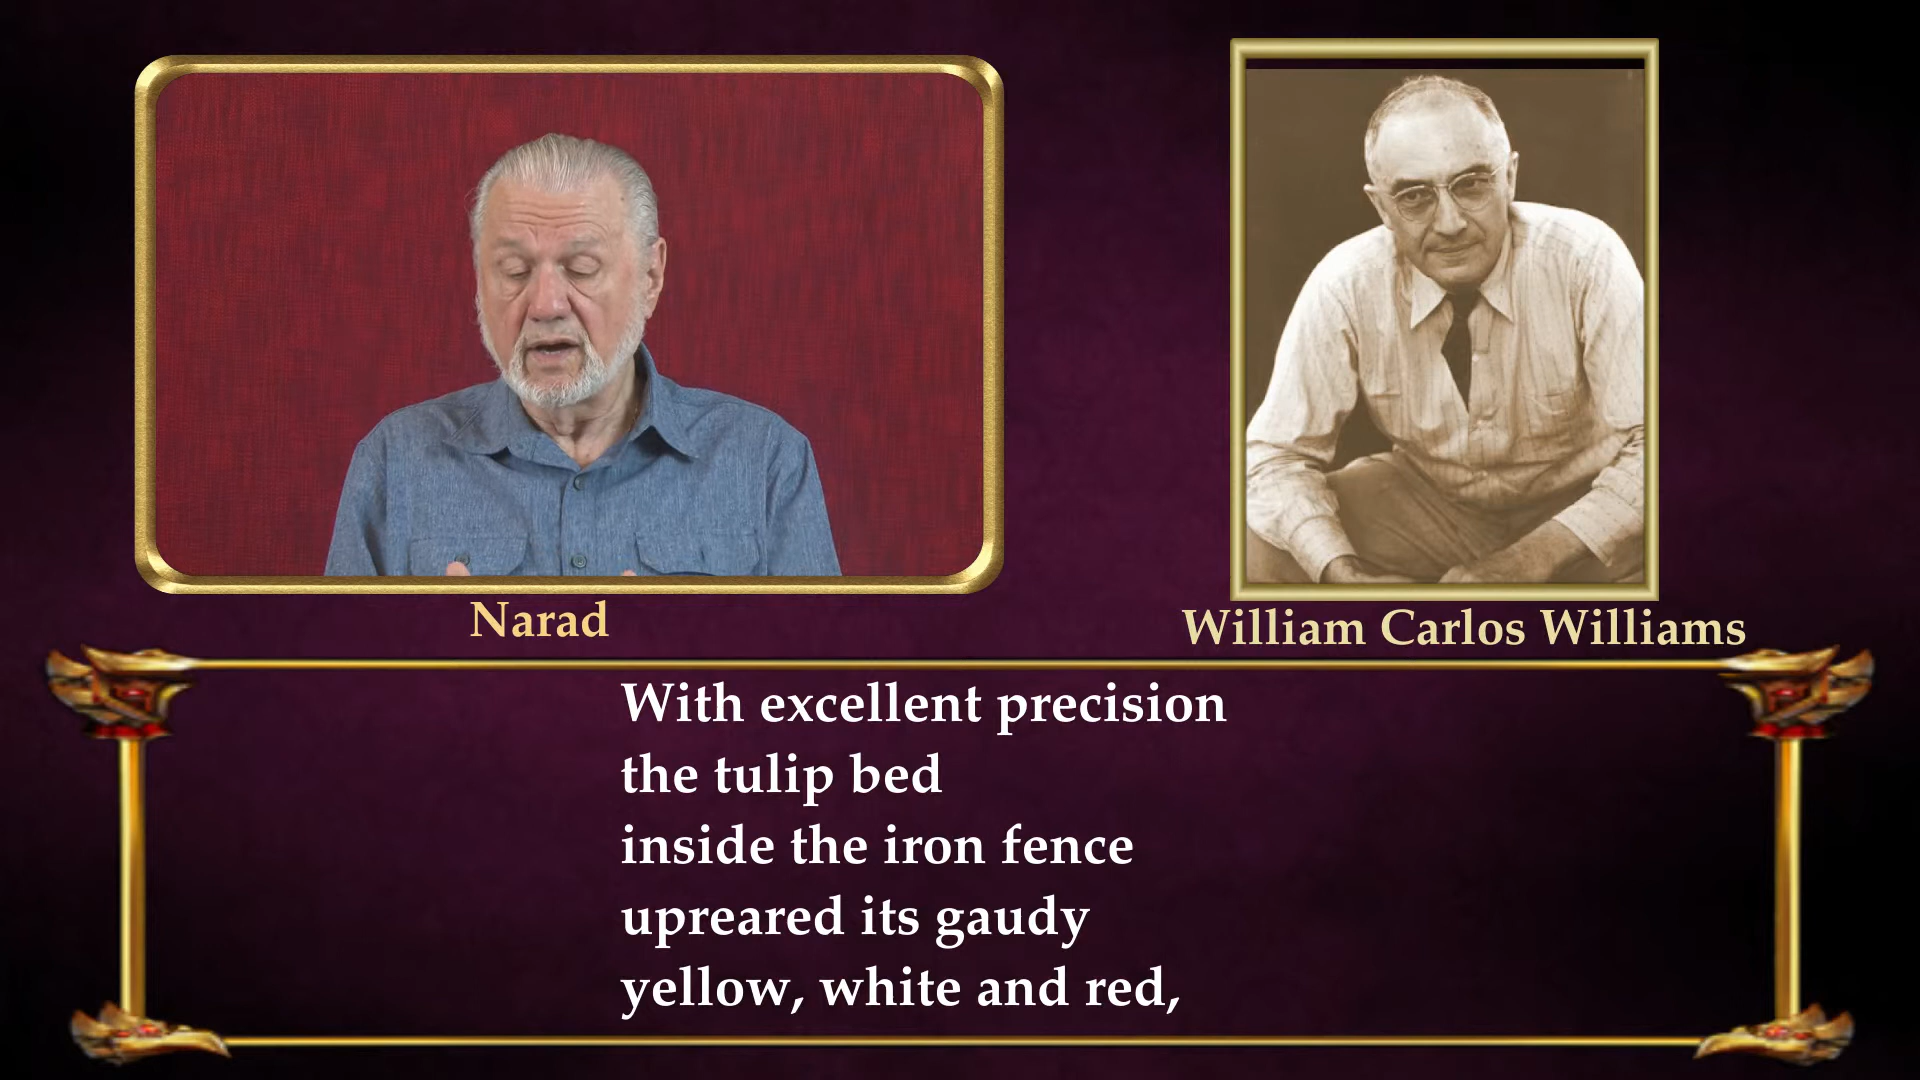 Narad
William Carlos Williams
With excellent precision
the tulip bed
inside the iron fence
upreared its gaudy
yellow, white and red,